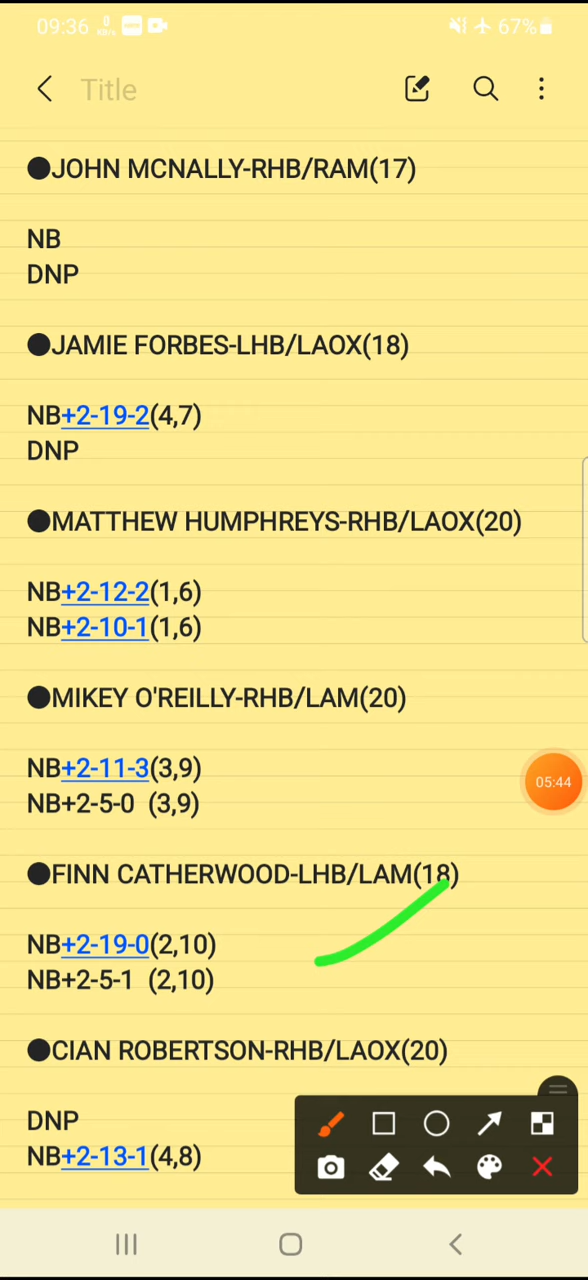 09:36
67%
Title
●JOHN MCNALLY-RHB/RAM(17)
NB
DNP
●JAMIE FORBES-LHB/LAOX(18)
NB+2-19-2(4,7)
DNP
●MATTHEW HUMPHREYS-RHB/LAOX(20)
NB+2-12-2(1,6)
NB+2-10-1(1,6)
●MIKEY O'REILLY-RHB/LAM(20)
NB+2-11-3(3,9)
NB+2-5-0 (3,9)
05:44
●FINN CATHERWOOD-LHB/LAM(18)
NB+2-19-0(2,10)
NB+2-5-1 (2,10)
●CIAN ROBERTSON-RHB/LAOX(20)
DNP
NB+2-13-1(4,8)